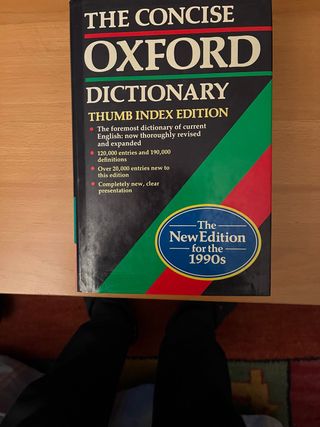 THE CONCISE
OXFORD
DICTIONARY
THUMB INDEX EDITION
• The foremost dictionary of current
English: now thoroughly revised
and expanded
• 120,000 entries and 190,000
definitions
• Over 20,000 entries new to
this edition
• Completely new, clear
presentation
The
New Edition
for the
1990s